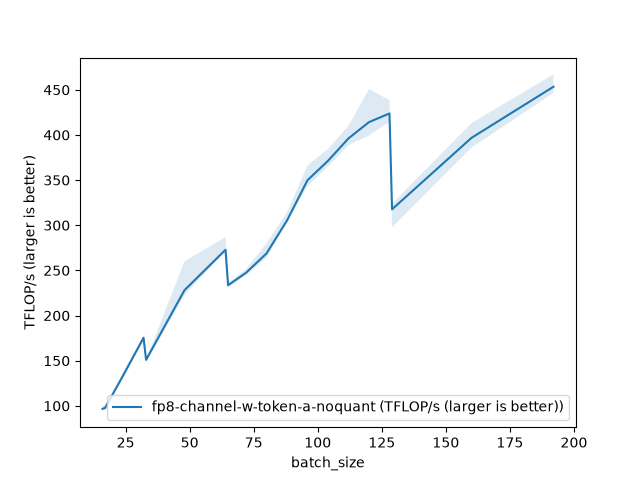 450
400
350
300
250
200
150
100
TFLOP/s (larger is better)
fp8-channel-w-token-a-noquant (TFLOP/s (larger is better))
25 50 75 100 125 150 175 200
batch_size